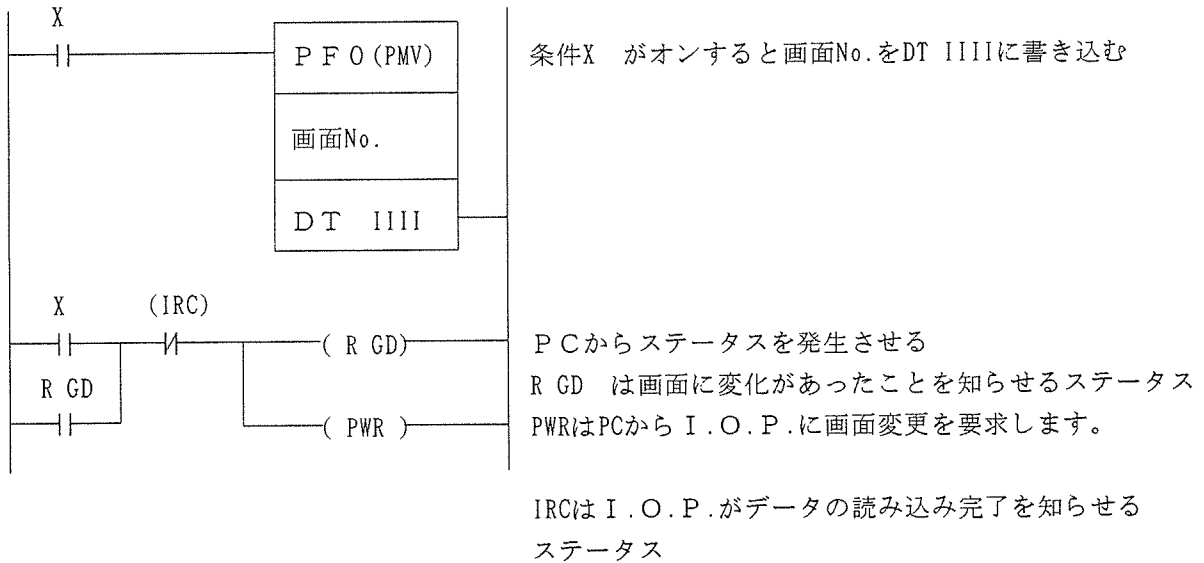 X
PF0(PMV)
条件X がオンすると画面No.をDT IIIIに書き込む
画面No.
DT IIII
X (IRC)
( R GD)
PCからステータスを発生させる
R GD
R GD は画面に変化があったことを知らせるステータス
( PWR )
PWRはPCからI.O.P.に画面変更を要求します。
IRCはI.O.P.がデータの読み込み完了を知らせる
ステータス